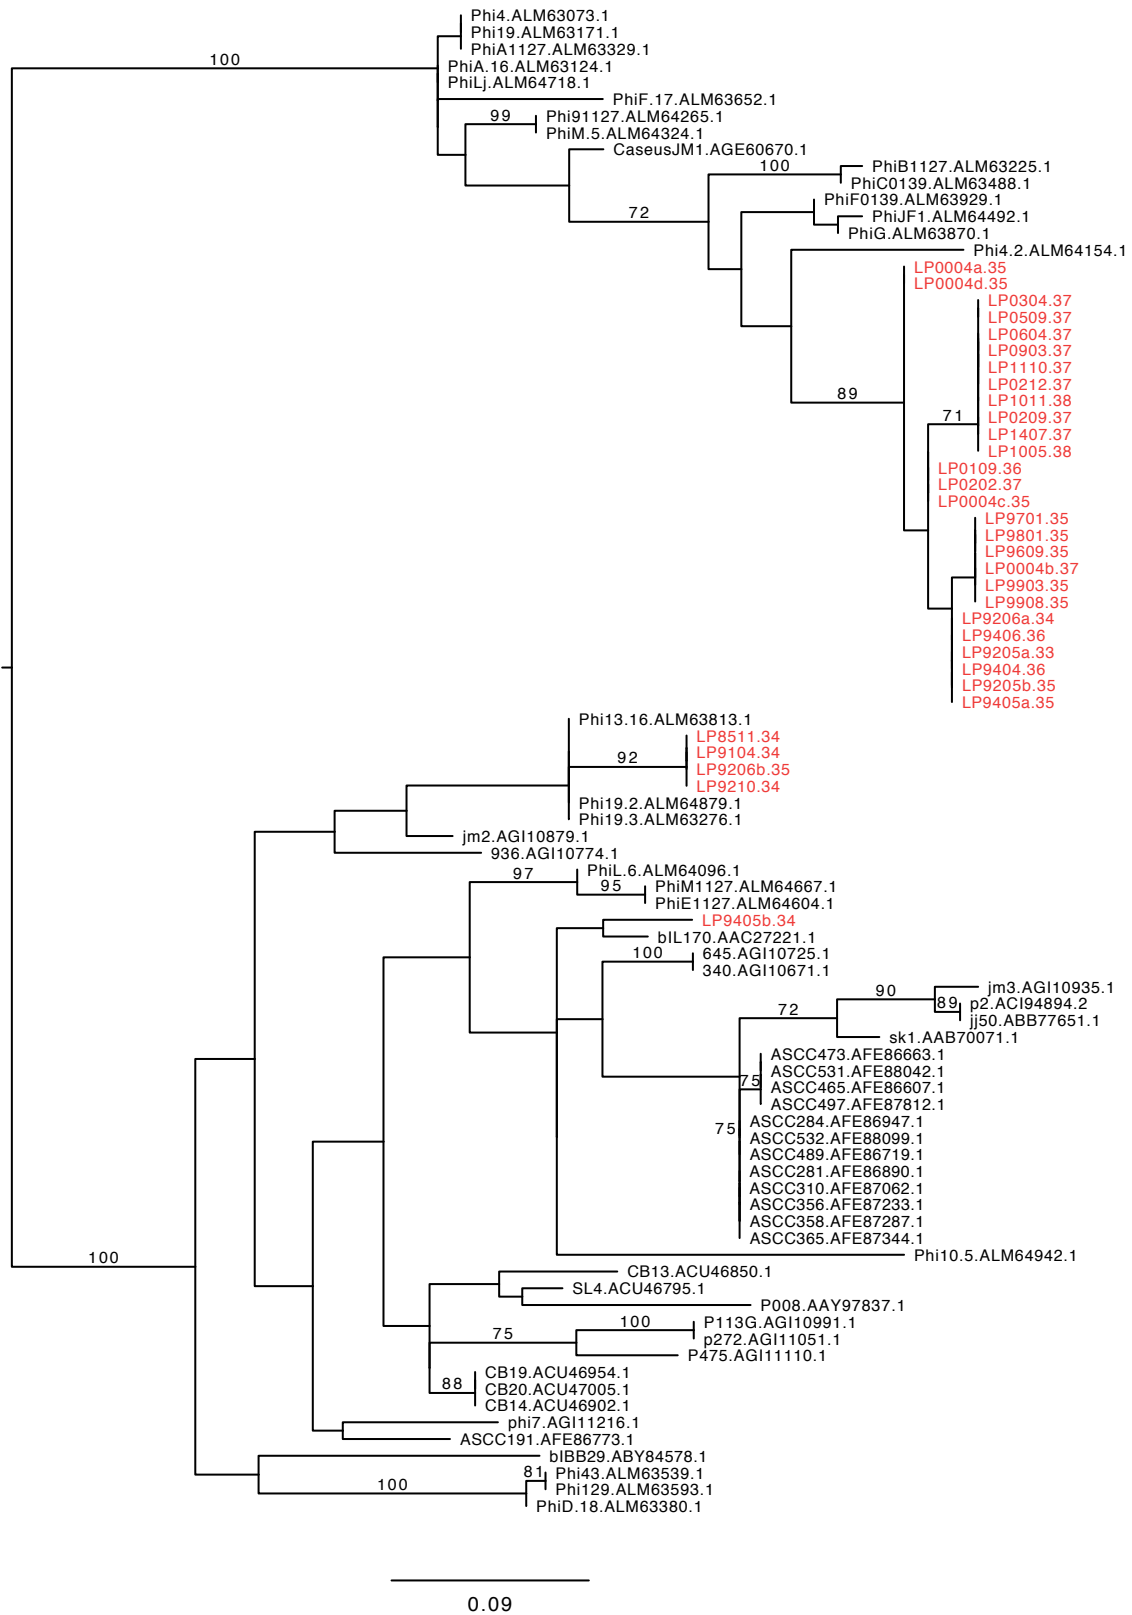 Phi4.ALM63073.1
Phi19.ALM63171.1
PhiA1127.ALM63329.1
100
PhiA.16.ALM63124.1
PhiLj.ALM64718.1
PhiF.17.ALM63652.1
99
Phi91127.ALM64265.1
PhiM.5.ALM64324.1
CaseusJM1.AGE60670.1
100
PhiB1127.ALM63225.1
PhiC0139.ALM63488.1
PhiF0139.ALM63929.1
72
PhiJF1.ALM64492.1
PhiG.ALM63870.1
Phi4.2.ALM64154.1
LP0004a.35
LP0004d.35
LP0304.37
LP0509.37
LP0604.37
LP0903.37
LP1110.37
LP0212.37
89
LP1011.38
LP0209.37
71
LP1407.37
LP1005.38
LP0109.36
LP0202.37
LP0004c.35
LP9701.35
LP9801.35
LP9609.35
LP0004b.37
LP9903.35
LP9908.35
LP9206a.34
LP9406.36
LP9205a.33
LP9404.36
LP9205b.35
LP9405a.35
Phi13.16.ALM63813.1
LP8511.34
92
LP9104.34
LP9206b.35
LP9210.34
Phi19.2.ALM64879.1
Phi19.3.ALM63276.1
jm2.AGI10879.1
936.AGI10774.1
97
PhiL.6.ALM64096.1
95
PhiM1127.ALM64667.1
PhiE1127.ALM64604.1
LP9405b.34
bIL170.AAC27221.1
100
645.AGI10725.1
340.AGI10671.1
90
jm3.AGI10935.1
89
p2.ACI94894.2
72
jj50.ABB77651.1
sk1.AAB70071.1
ASCC473.AFE86663.1
ASCC531.AFE88042.1
75
ASCC465.AFE86607.1
ASCC497.AFE87812.1
ASCC284.AFE86947.1
75
ASCC532.AFE88099.1
ASCC489.AFE86719.1
ASCC281.AFE86890.1
ASCC310.AFE87062.1
ASCC356.AFE87233.1
ASCC358.AFE87287.1
ASCC365.AFE87344.1
100
Phi10.5.ALM64942.1
CB13.ACU46850.1
SL4.ACU46795.1
P008.AAY97837.1
100
P113G.AGI10991.1
75
p272.AGI11051.1
P475.AGI11110.1
CB19.ACU46954.1
88
CB20.ACU47005.1
CB14.ACU46902.1
phi7.AGI11216.1
ASCC191.AFE86773.1
bIBB29.ABY84578.1
81
Phi43.ALM63539.1
100
Phi129.ALM63593.1
PhiD.18.ALM63380.1
0.09